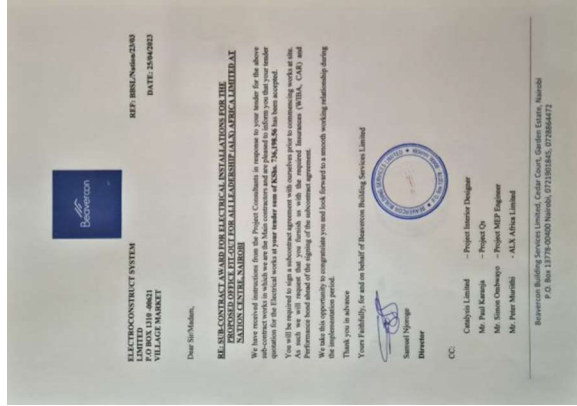 Beavercon
REF: BBSL/Nation/23/03
DATE: 25/04/2023
ELECTROCONSTRUCT SYSTEM
LIMITED
P.O BOX 1310 -00621
VILLAGE MARKET
Dear Sir/Madam,
RE: SUB-CONTRACT AWARD FOR ELECTRICAL INSTALLATIONS FOR THE
PROPOSED OFFICE FIT-OUT FOR ALL LEADERSHIP (ALX) AFRICA LIMITED AT
NATION CENTRE, NAIROBI
We have received instructions from the Project Consultants in response to your tender for the above
sub-contract works in which we are the Main contractors and are pleased to inform you that your tender
quotation for the Electrical works at your tender sum of KShs. 736,198.56 has been accepted.
You will be required to sign a subcontract agreement with ourselves prior to commencing works at site.
As such we will request that you furnish us with the required Insurances (WIBA, CAR) and
Performance bond ahead of the signing of the subcontract agreement.
We take this opportunity to congratulate you and look forward to a smooth working relationship during
the implementation period.
Thank you in advance
Yours Faithfully, for and on behalf of Beavercon Building Services Limited
Samuel Njoroge
Director
CC:
Catalysis Limited – Project Interior Designer
Mr. Paul Karanja – Project Qs
Mr. Simon Ondweyo – Project MEP Engineer
Mr. Peter Muriithi - ALX Africa Limited
Beavercon Building Services Limited, Cedar Court, Garden Estate, Nairobi
P.O. Box 13778-00400 Nairobi, 0721901845, 0728864472